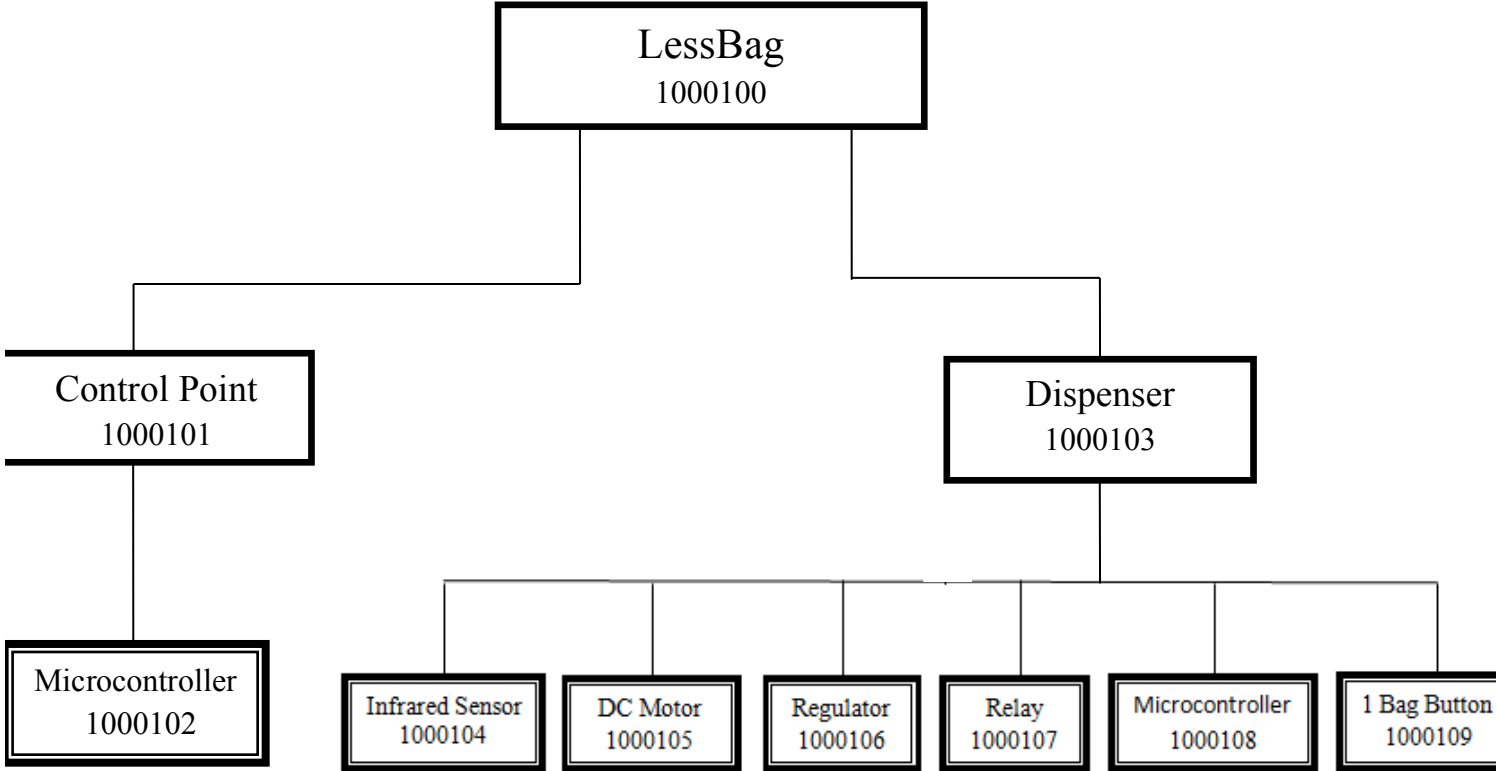 LessBag
1000100
Control Point
1000101
Dispenser
1000103
Microcontroller
1000102
Infrared Sensor
1000104
DC Motor
1000105
Regulator
1000106
Relay
1000107
Microcontroller
1000108
1 Bag Button
1000109